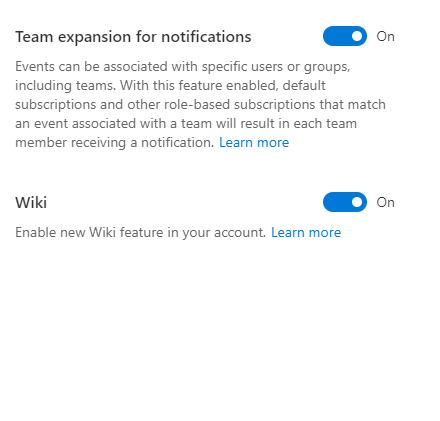 Team expansion for notifications On
Events can be associated with specific users or groups,
including teams. With this feature enabled, default
subscriptions and other role-based subscriptions that match
an event associated with a team will result in each team
member receiving a notification. Learn more
Wiki On
Enable new Wiki feature in your account. Learn more